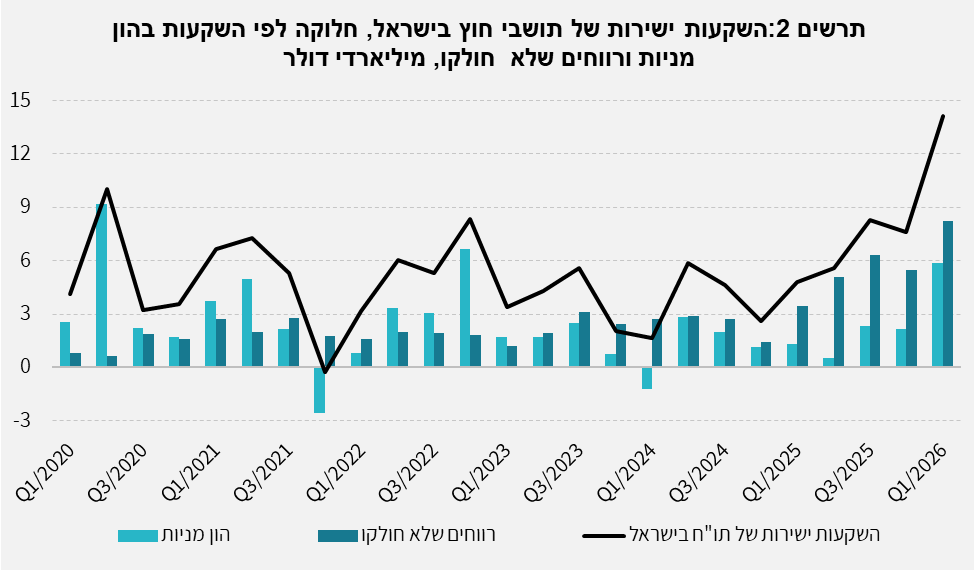 תרשים 2:השקעות ישירות של תושבי חוץ בישראל, חלוקה לפי השקעות בהון
מניות ורווחים שלא חולקו, מיליארדי דולר
15
12
9
6
3
0
-3
Q1/2020
Q3/2020
Q1/2021
Q3/2021
Q1/2022
Q3/2022
Q1/2023
Q3/2023
Q1/2024
Q3/2024
Q1/2025
Q3/2025
Q1/2026
השקעות ישירות של תו"ח בישראל
רווחים שלא חולקו
הון מניות